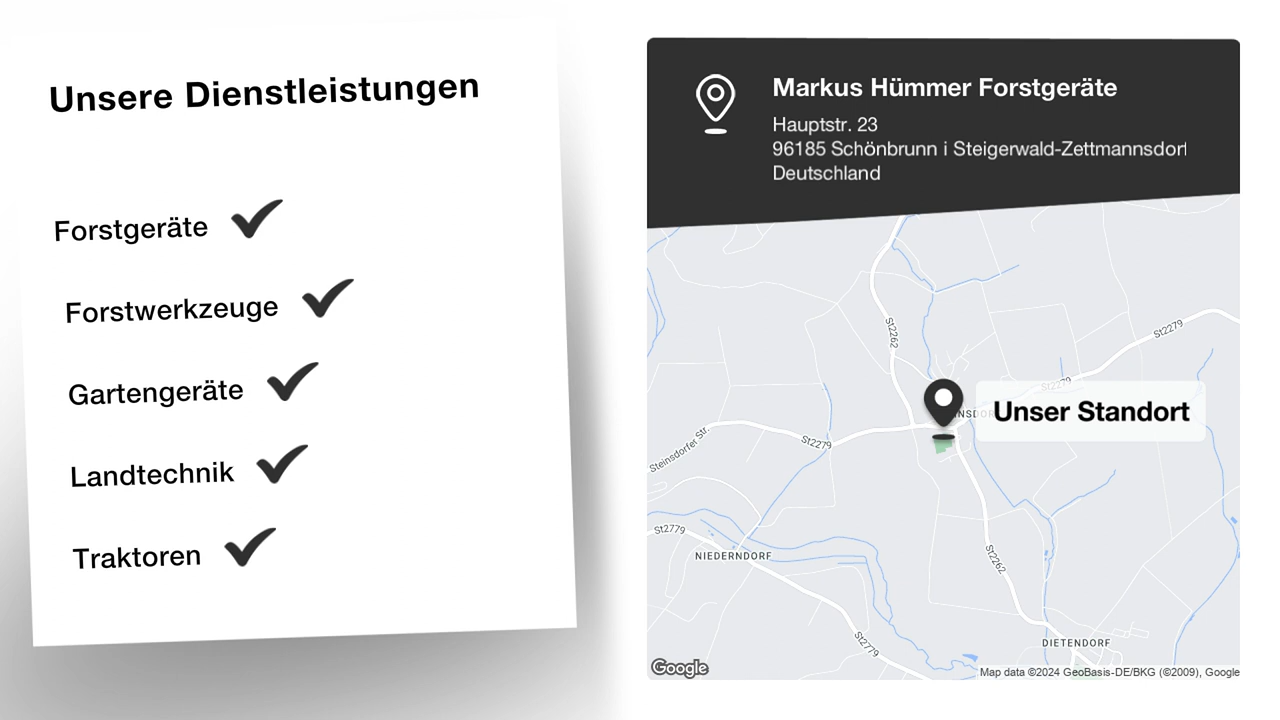 Unsere Dienstleistungen
Forstgeräte
Forstwerkzeuge
Gartengeräte
Landtechnik
Traktoren
Markus Hümmer Forstgeräte
Hauptstr. 23
96185 Schönbrunn i Steigerwald-Zettmannsdorf
Deutschland
St2262
St2279
St2279
Unser Standort
Steinsdorfer Str.
St2279
St2779
NIEDERNDORF
St2262
St2779
DIETENDORF
Google
Map data ©2024 GeoBasis-DE/BKG (©2009), Google